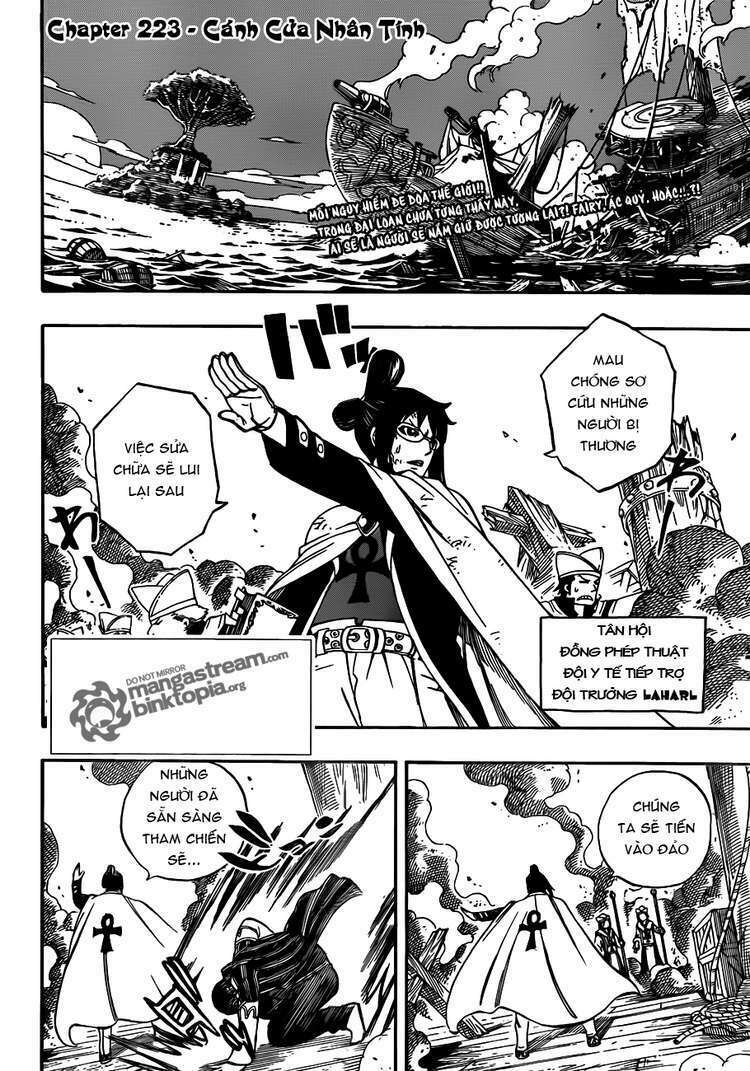 Chapter 223 - Cánh Cửa Nhân Tính
MỐI NGUY HIỂM ĐE DỌA THẾ GIỚI!!
TRONG ĐẠI LOẠN CHƯA TỪNG THẤY NÀY,
AI SẼ LÀ NGƯỜI SẼ NẮM GIỮ ĐƯỢC TƯƠNG LAI?! FAIRY, ÁC QUỶ, HOẶC!!..?!
MAU
CHÓNG SƠ
CỨU NHỮNG
NGƯỜI BỊ
THƯƠNG
VIỆC SỬA
CHỮA SẼ LUI
LẠI SAU
TÂN HỘI
ĐỒNG PHÉP THUẬT
ĐỘI Y TẾ TIẾP TRỢ
ĐỘI TRƯỞNG LAHARL
DO NOT MIRROR
mangastream.com
binktopia.org
NHỮNG
NGƯỜI ĐÃ
SẴN SÀNG
THAM CHIẾN
SẼ...
CHÚNG
TA SẼ TIẾN
VÀO ĐẢO